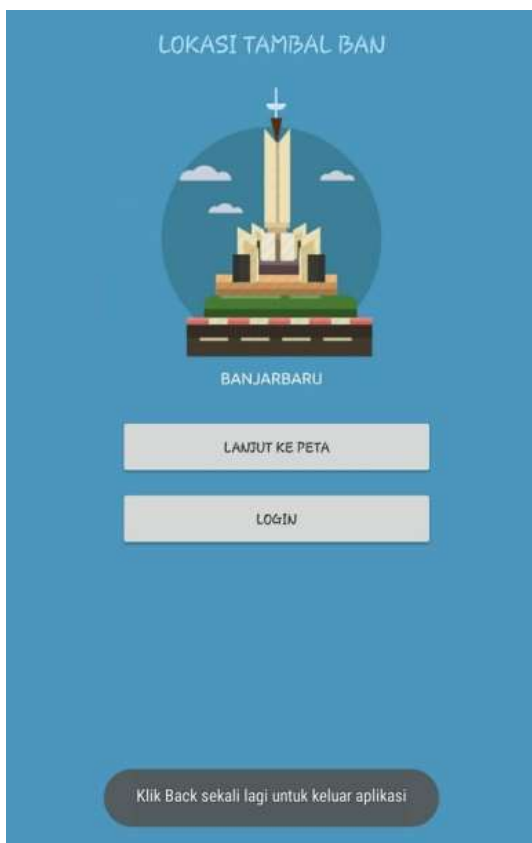 LOKASI TAMBAL BAN
BANJARBARU
LANJUT KE PETA
LOGIN
Klik Back sekali lagi untuk keluar aplikasi